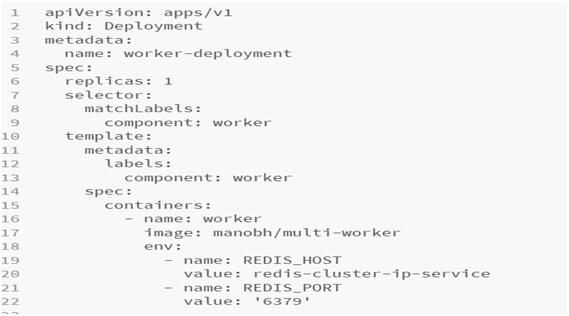 1 apiVersion: apps/v1
2 kind: Deployment
3 metadata:
4   name: worker-deployment
5 spec:
6   replicas: 1
7   selector:
8     matchLabels:
9       component: worker
10   template:
11     metadata:
12       labels:
13         component: worker
14     spec:
15       containers:
16         - name: worker
17           image: manobh/multi-worker
18           env:
19             - name: REDIS_HOST
20               value: redis-cluster-ip-service
21             - name: REDIS_PORT
22               value: '6379'